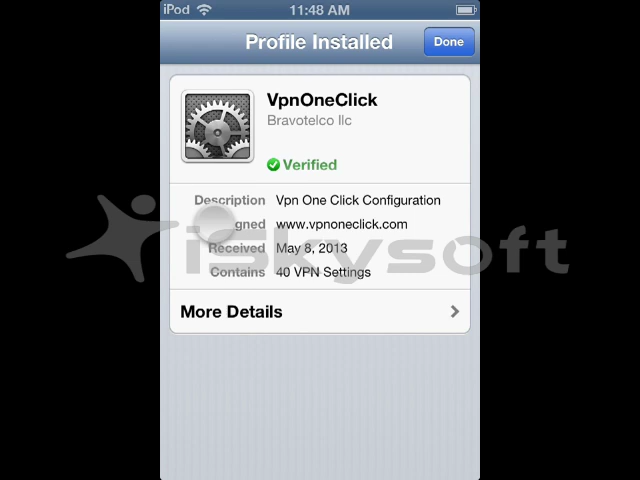 iPod 11:48 AM
Profile Installed Done
VpnOneClick
Bravotelco llc
Verified
Description Vpn One Click Configuration
gned www.vpnoneclick.com
Received May 8, 2013
Contains 40 VPN Settings
iSkysoft
More Details